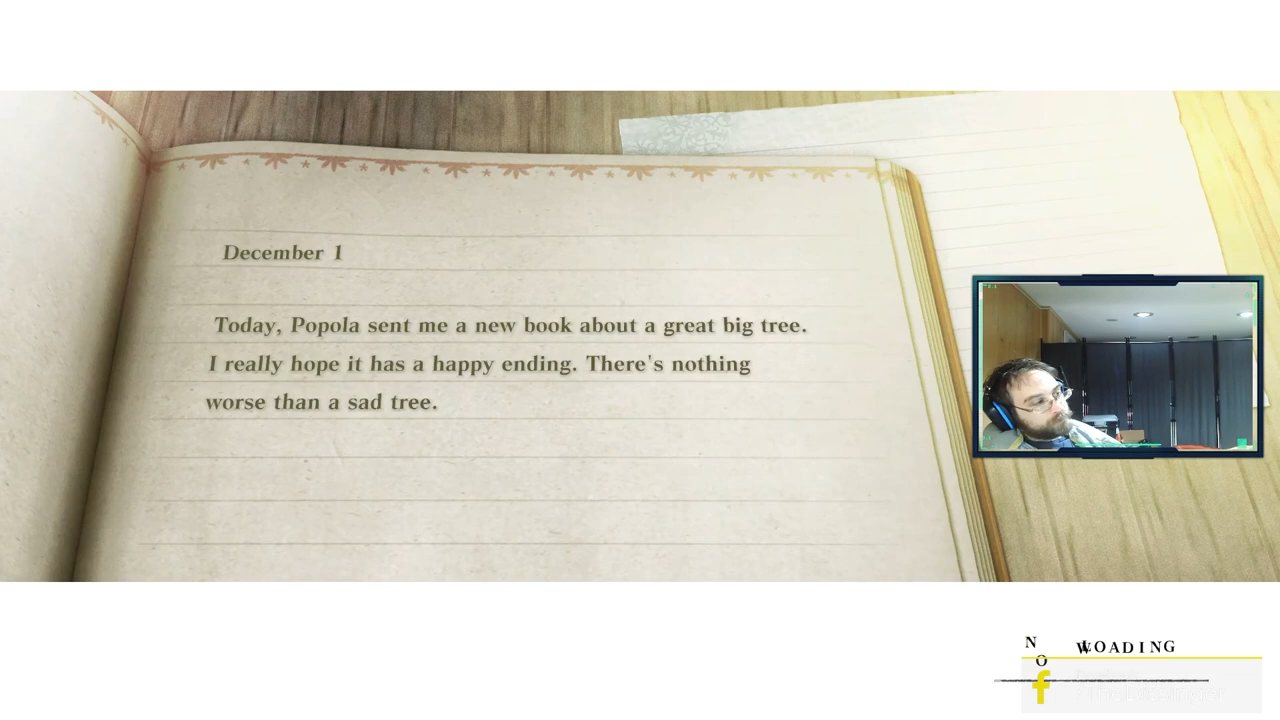 December 1
Today, Popola sent me a new book about a great big tree.
I really hope it has a happy ending. There's nothing
worse than a sad tree.
NOW LOADING